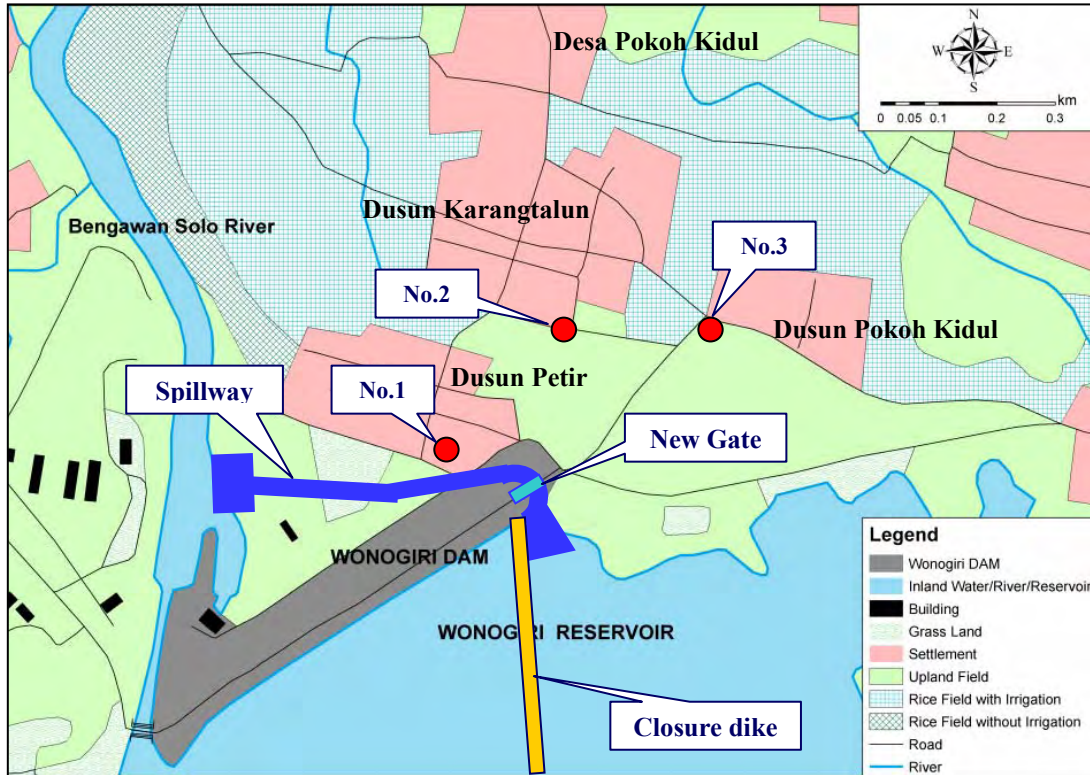 Desa Pokoh Kidul
N
W E
S
km
0 0.05 0.1 0.2 0.3
Dusun Karangtalun
Bengawan Solo River
No.3
No.2
Dusun Pokoh Kidul
Spillway
No.1
Dusun Petir
New Gate
WONOGIRI DAM
WONOGIRI RESERVOIR
Closure dike
Legend
Wonogiri DAM
Inland Water/River/Reservoir
Building
Grass Land
Settlement
Upland Field
Rice Field with Irrigation
Rice Field without Irrigation
Road
River